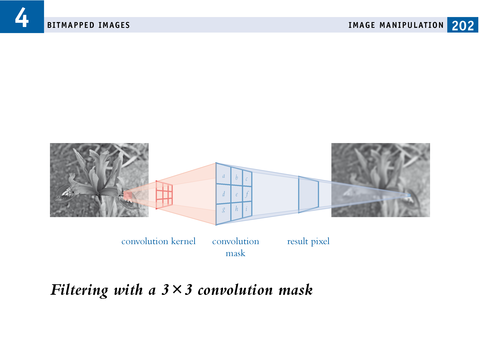 4
BITMAPPED IMAGES
IMAGE MANIPULATION 202
convolution kernel
convolution
mask
result pixel
Filtering with a 3×3 convolution mask